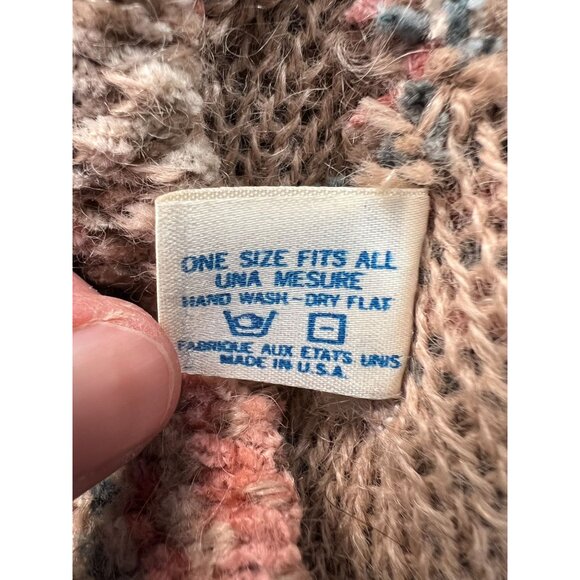 ONE SIZE FITS ALL
UNA MESURE
HAND WASH-DRY FLAT
FABRIQUE AUX ETATS UNIS
MADE IN U.S.A.